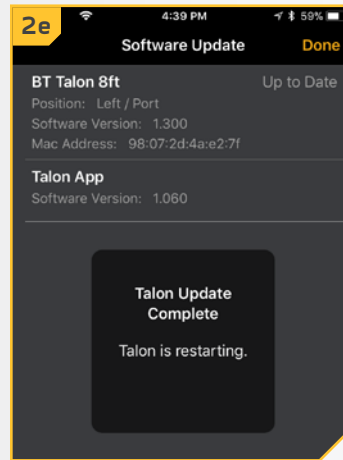 2e
4:39 PM
59%
Software Update
Done
BT Talon 8ft
Up to Date
Position: Left / Port
Software Version: 1.300
Mac Address: 98:07:2d:4a:e2:7f
Talon App
Software Version: 1.060
Talon Update
Complete
Talon is restarting.